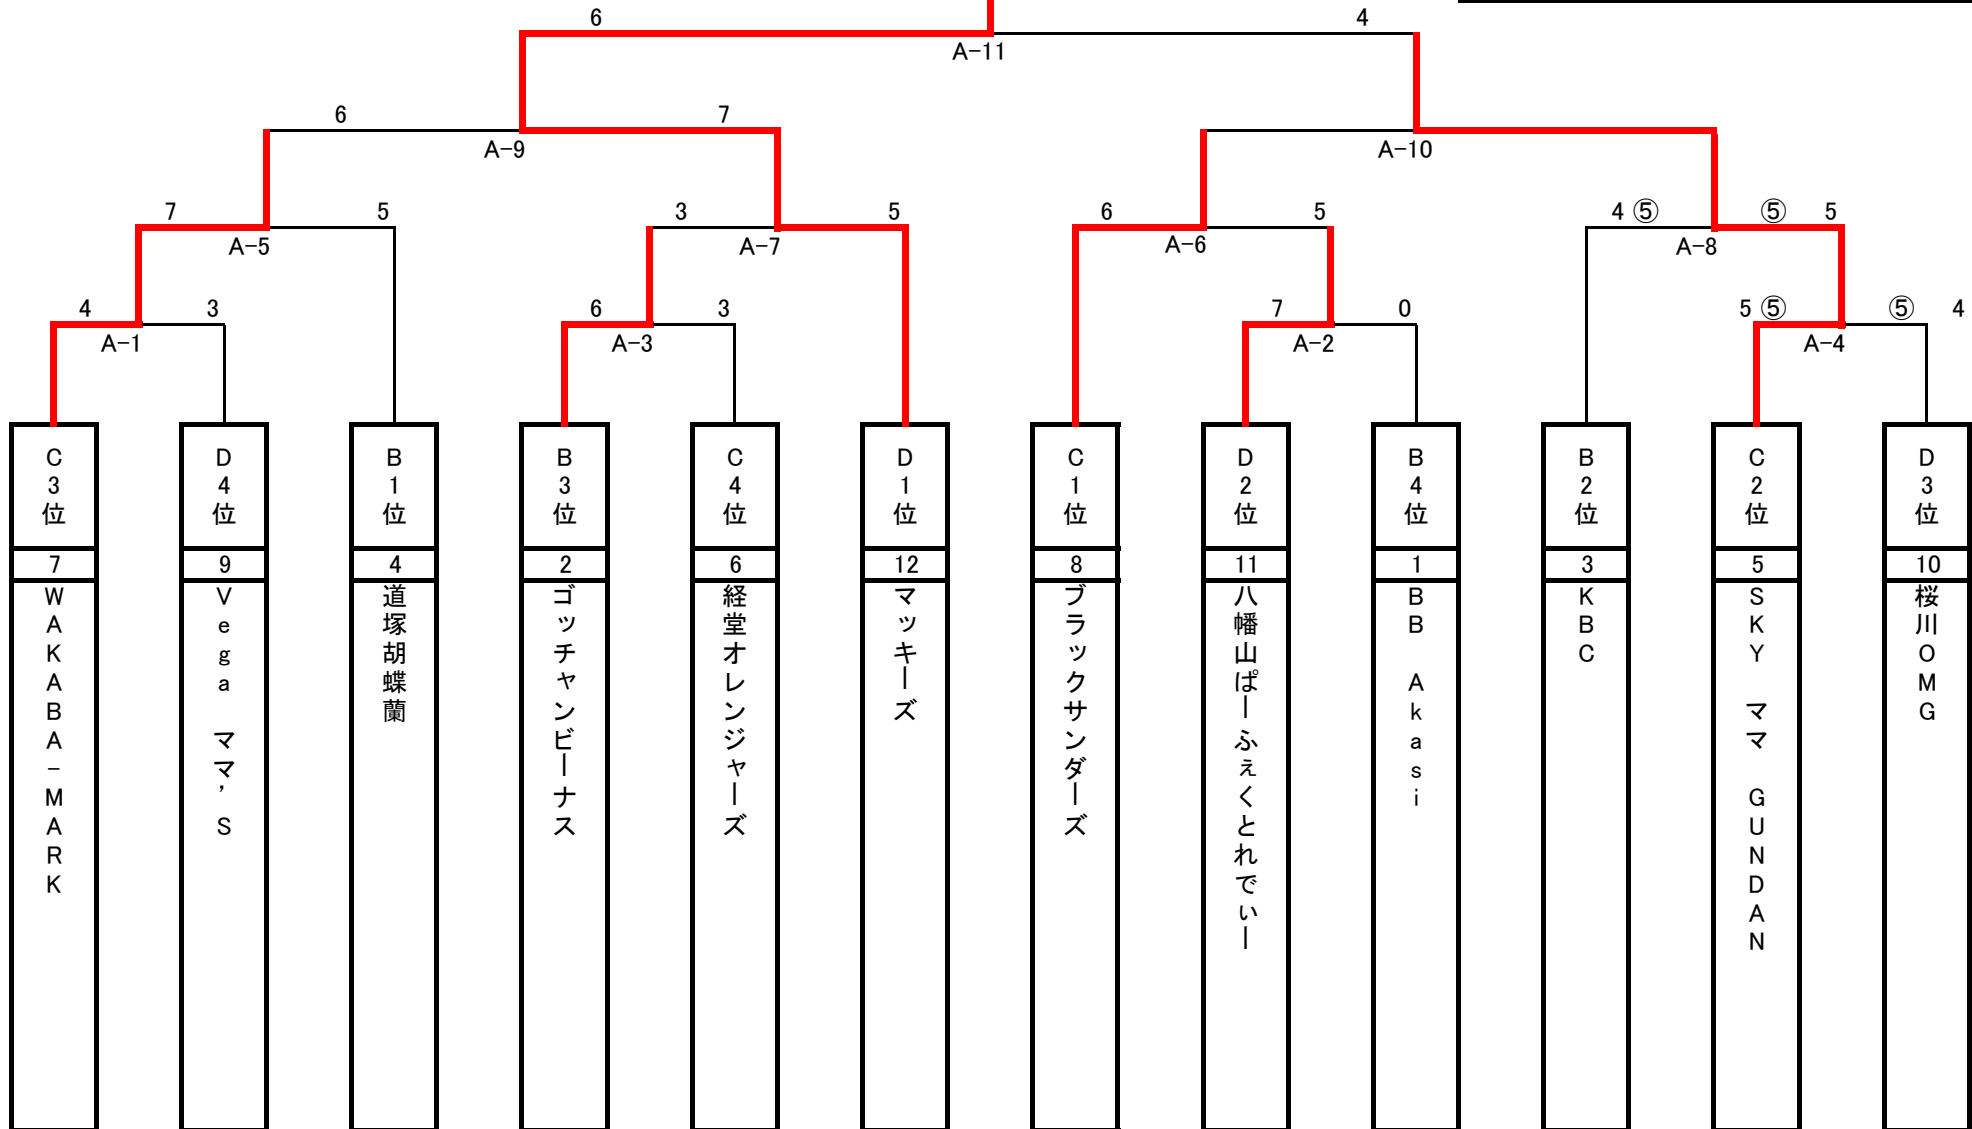 6 4
A-11
6 7
A-9 A-10
7 5 3 5 6 5 4 ⑤ ⑤ 5
A-5 A-7 A-6 A-8
4 3 6 3 7 0 5 ⑤ ⑤ 4
A-1 A-3 A-2 A-4
C3位
7
WAKABA-MARK
D4位
9
Vega ママ’S
B1位
4
道塚胡蝶蘭
B3位
2
ゴッチャンビーナス
C4位
6
経堂オレンジャーズ
D1位
12
マッキーズ
C1位
8
ブラックサンダーズ
D2位
11
八幡山ぱーふぇくとれでぃー
B4位
1
BB Akasi
B2位
3
KBC
C2位
5
SKY ママ GUNDAN
D3位
10
桜川OMG